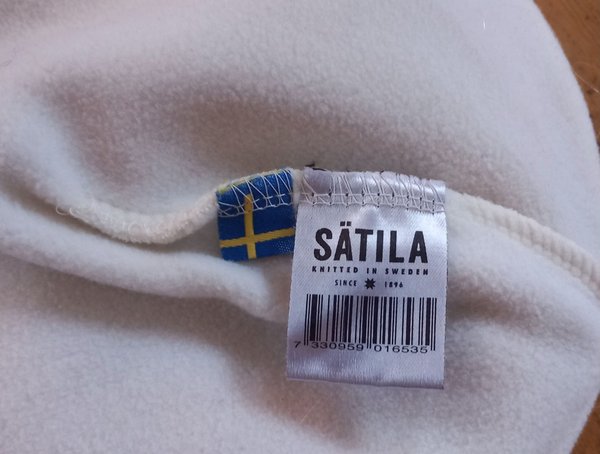 SÄTILA
KNITTED IN SWEDEN
SINCE 1896
7 330959 016535